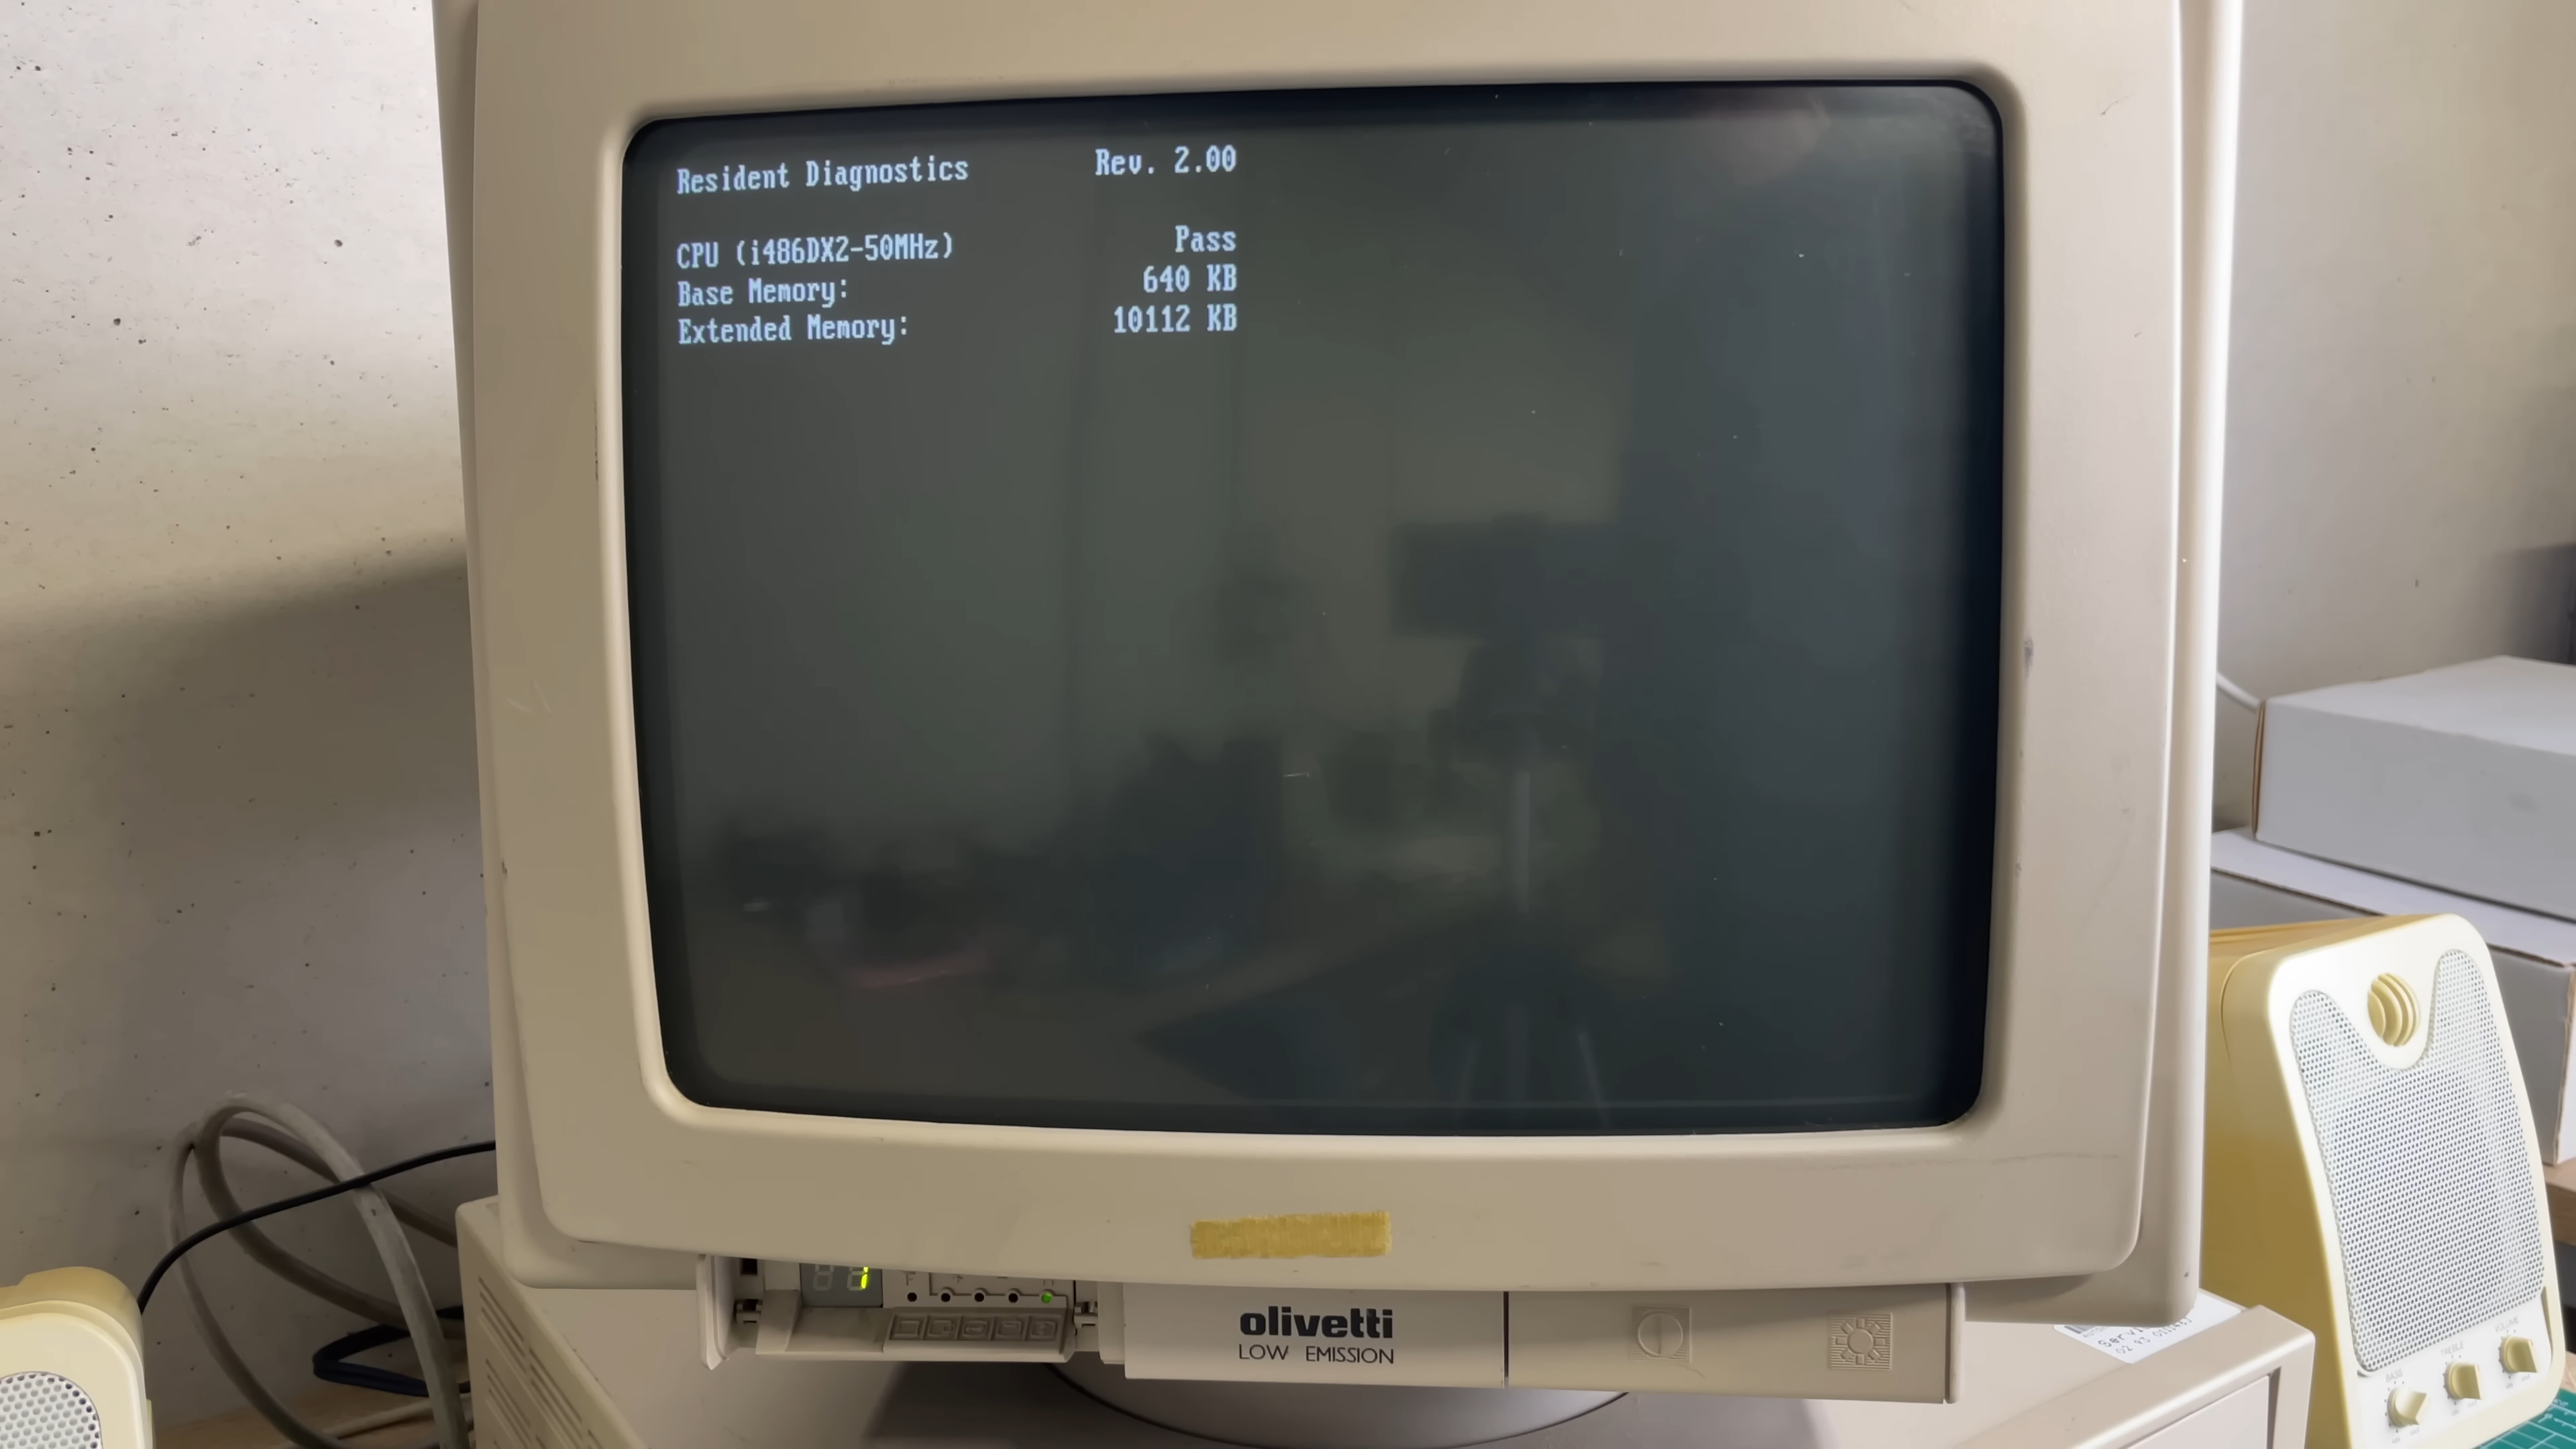 Resident Diagnostics Rev. 2.00
CPU (i486DX2-50MHz) Pass
Base Memory: 640 KB
Extended Memory: 10112 KB
olivetti
LOW EMISSION